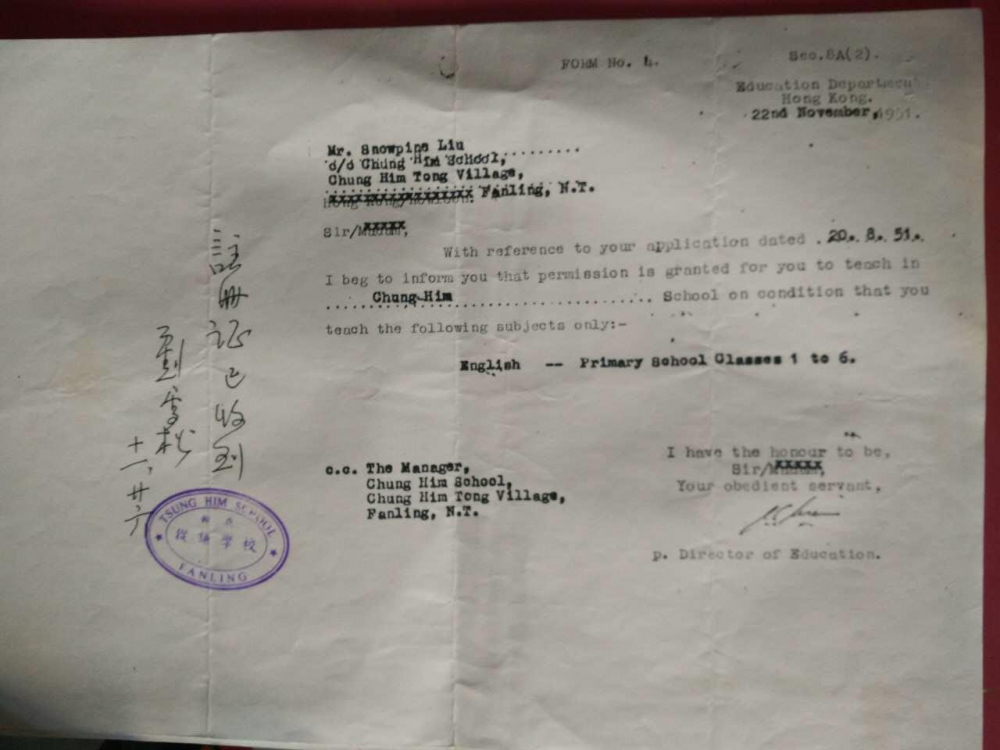 FORM No. 4.
Sec.8A(2).
Education Department
Hong Kong.
22nd November, 1951.
Mr. Snowpine Liu
c/o Chung Him School,
Chung Him Tong Village,
Fanling, N.T.
Sir/
With reference to your application dated . 20. 8. 51.
I beg to inform you that permission is granted for you to teach in
Chung Him School on condition that you
teach the following subjects only:-
English -- Primary School Classes 1 to 6.
I have the honour to be,
Sir/
Your obedient servant,
p. Director of Education.
c.c. The Manager,
Chung Him School,
Chung Him Tong Village,
Fanling, N.T.
註冊证已收到
劉雪松
十一,廿六
TSUNG HIM SCHOOL
從謙學校
FANLING